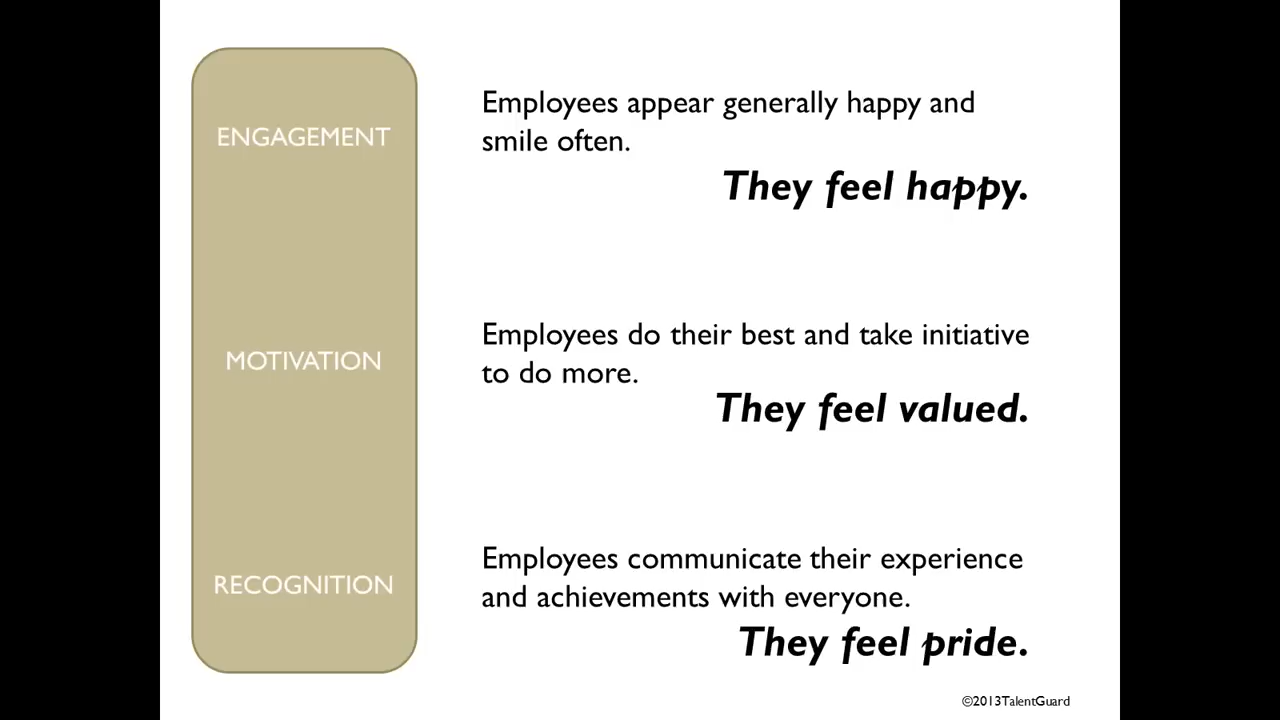 ENGAGEMENT
Employees appear generally happy and
smile often.
They feel happy.
MOTIVATION
Employees do their best and take initiative
to do more.
They feel valued.
RECOGNITION
Employees communicate their experience
and achievements with everyone.
They feel pride.
©2013TalentGuard